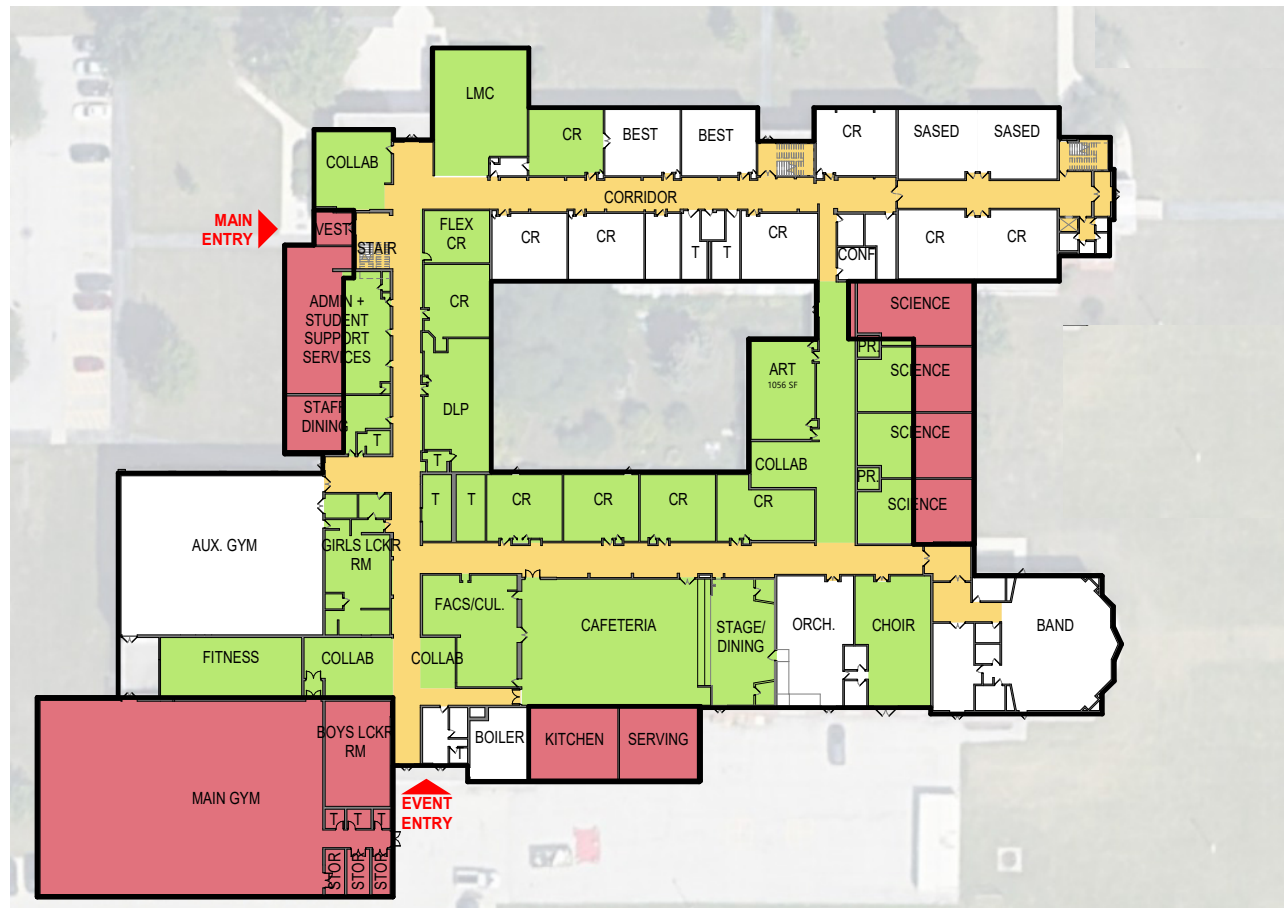 LMC
CR
BEST
BEST
CR
SASED
SASED
COLLAB
CORRIDOR
MAIN
ENTRY
VEST
STAIR
FLEX
CR
CR
CR
T
T
CR
CONF
CR
CR
ADMIN +
STUDENT
SUPPORT
SERVICES
CR
SCIENCE
PR.
SCIENCE
ART
1056 SF
STAFF
DINING
T
DLP
T
SCIENCE
COLLAB
PR.
SCIENCE
T
T
CR
CR
CR
CR
AUX. GYM
GIRLS LCKR
RM
FACS/CUL.
CAFETERIA
STAGE/
DINING
ORCH.
CHOIR
BAND
FITNESS
COLLAB
COLLAB
BOYS LCKR
RM
T
BOILER
KITCHEN
SERVING
MAIN GYM
EVENT
ENTRY
T
T
T
STOR
STOR
STOR